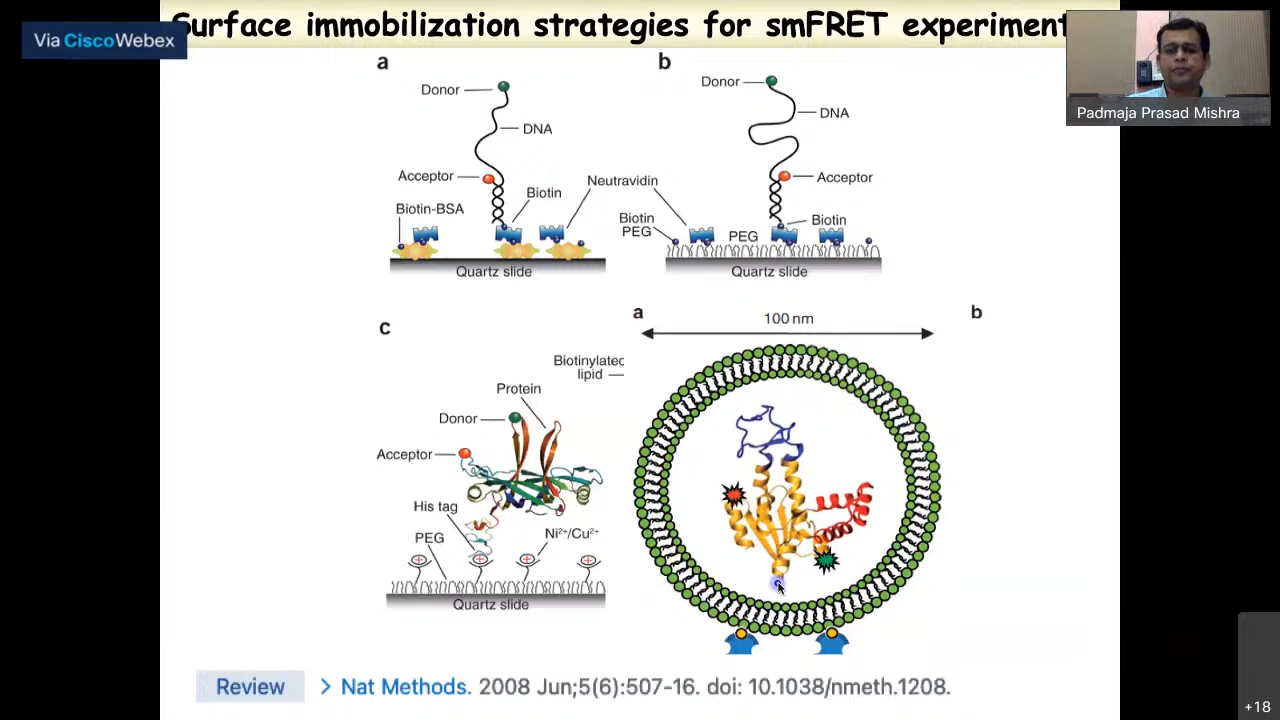 Surface immobilization strategies for smFRET experiment
Via CiscoWebex
Padmaja Prasad Mishra
a
Donor
DNA
Acceptor
Biotin
Neutravidin
Biotin-BSA
Quartz slide
b
Donor
DNA
Acceptor
Biotin
Biotin
PEG
PEG
Quartz slide
c
Biotinylated
lipid
Protein
Donor
Acceptor
His tag
PEG
Ni²⁺/Cu²⁺
+
+
+
+
Quartz slide
a
100 nm
b
Review
> Nat Methods. 2008 Jun;5(6):507-16. doi: 10.1038/nmeth.1208.
+18